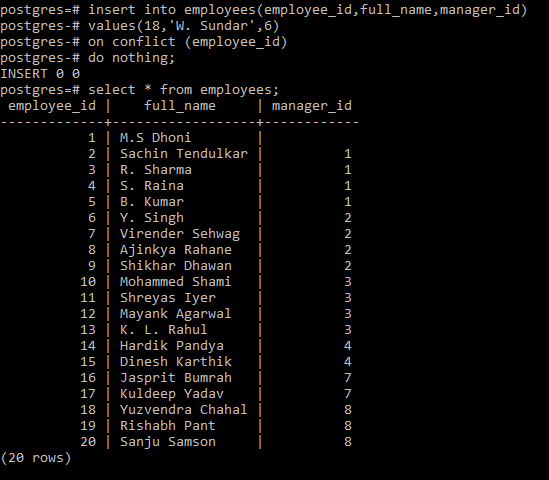 postgres=# insert into employees(employee_id,full_name,manager_id)
postgres-# values(18,'W. Sundar',6)
postgres-# on conflict (employee_id)
postgres-# do nothing;
INSERT 0 0
postgres=# select * from employees;
 employee_id |    full_name     | manager_id
-------------+------------------+------------
           1 | M.S Dhoni        |
           2 | Sachin Tendulkar |          1
           3 | R. Sharma        |          1
           4 | S. Raina         |          1
           5 | B. Kumar         |          1
           6 | Y. Singh         |          2
           7 | Virender Sehwag  |          2
           8 | Ajinkya Rahane   |          2
           9 | Shikhar Dhawan   |          2
          10 | Mohammed Shami   |          3
          11 | Shreyas Iyer     |          3
          12 | Mayank Agarwal   |          3
          13 | K. L. Rahul      |          3
          14 | Hardik Pandya    |          4
          15 | Dinesh Karthik   |          4
          16 | Jasprit Bumrah   |          7
          17 | Kuldeep Yadav    |          7
          18 | Yuzvendra Chahal |          8
          19 | Rishabh Pant     |          8
          20 | Sanju Samson     |          8
(20 rows)